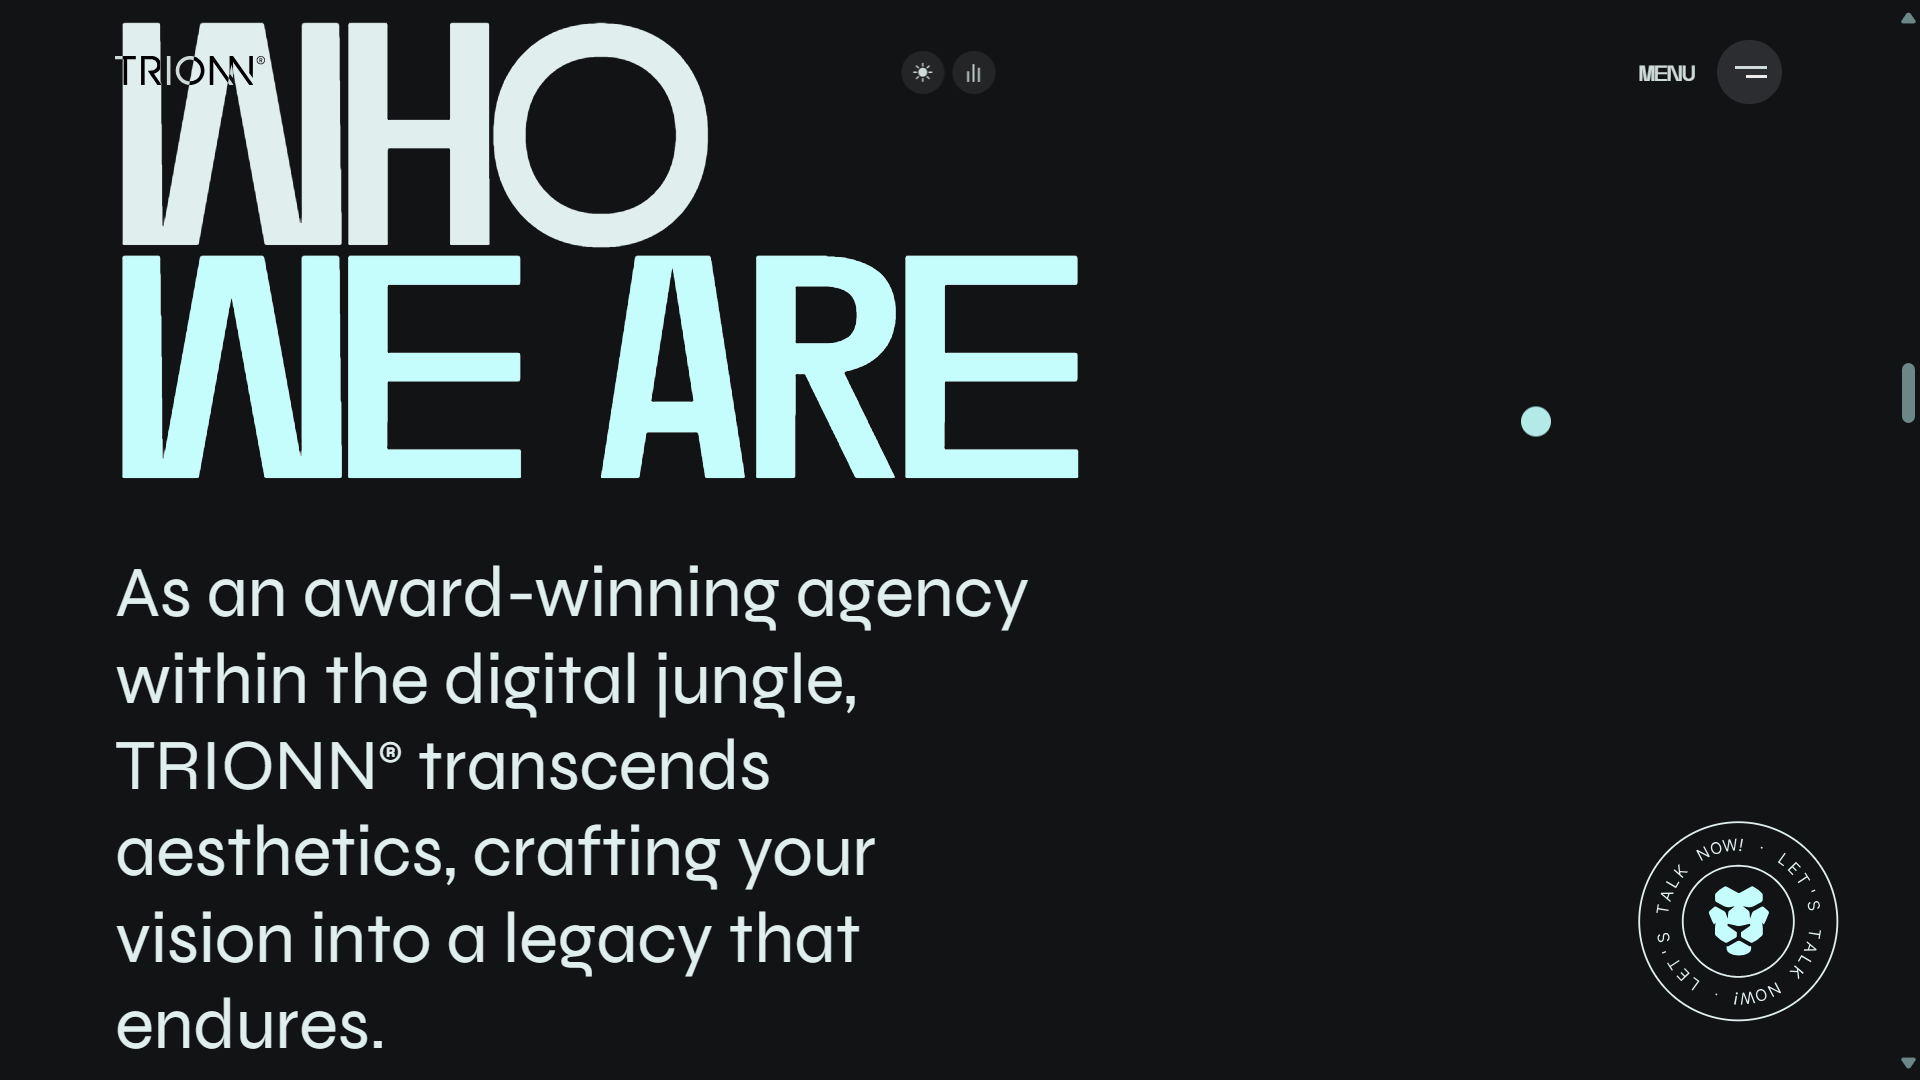 WHO
TRIONN®
MENU
WE ARE
As an award-winning agency
within the digital jungle,
TRIONN® transcends
aesthetics, crafting your
vision into a legacy that
endures.
LET'S TALK NOW! · LET'S TALK NOW! ·